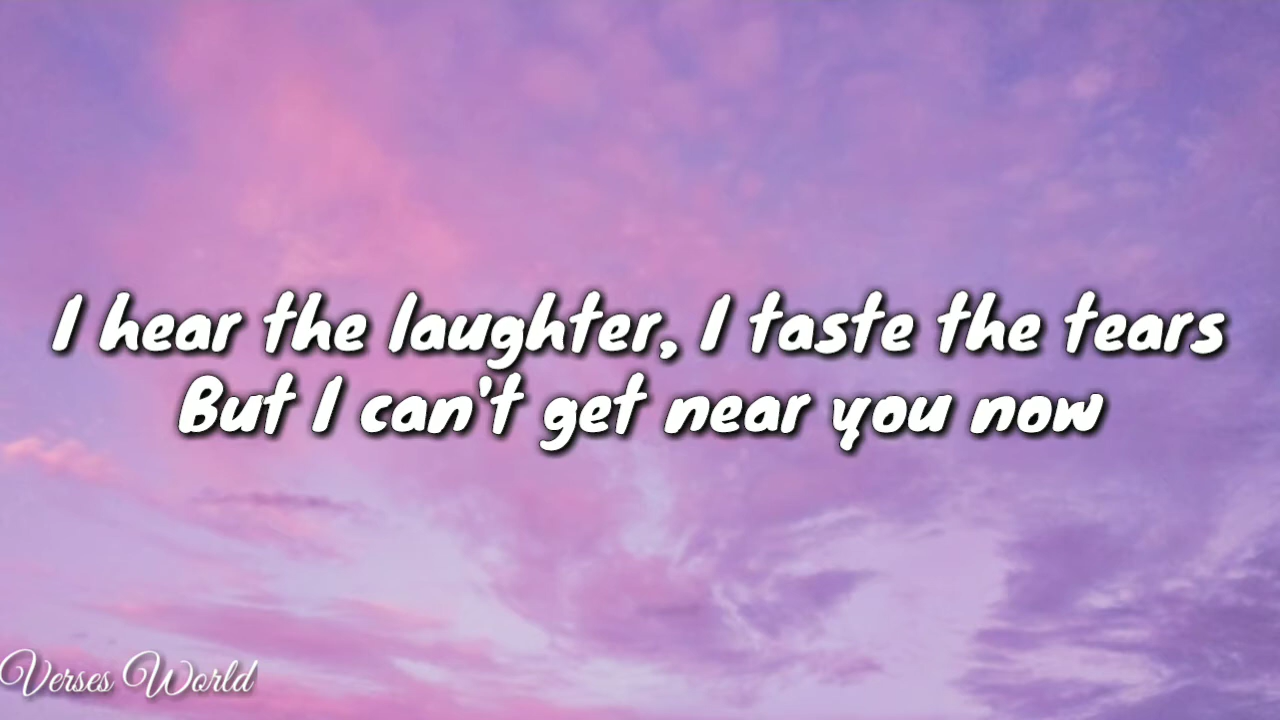 I hear the laughter, I taste the tears
But I can't get near you now
Verses World